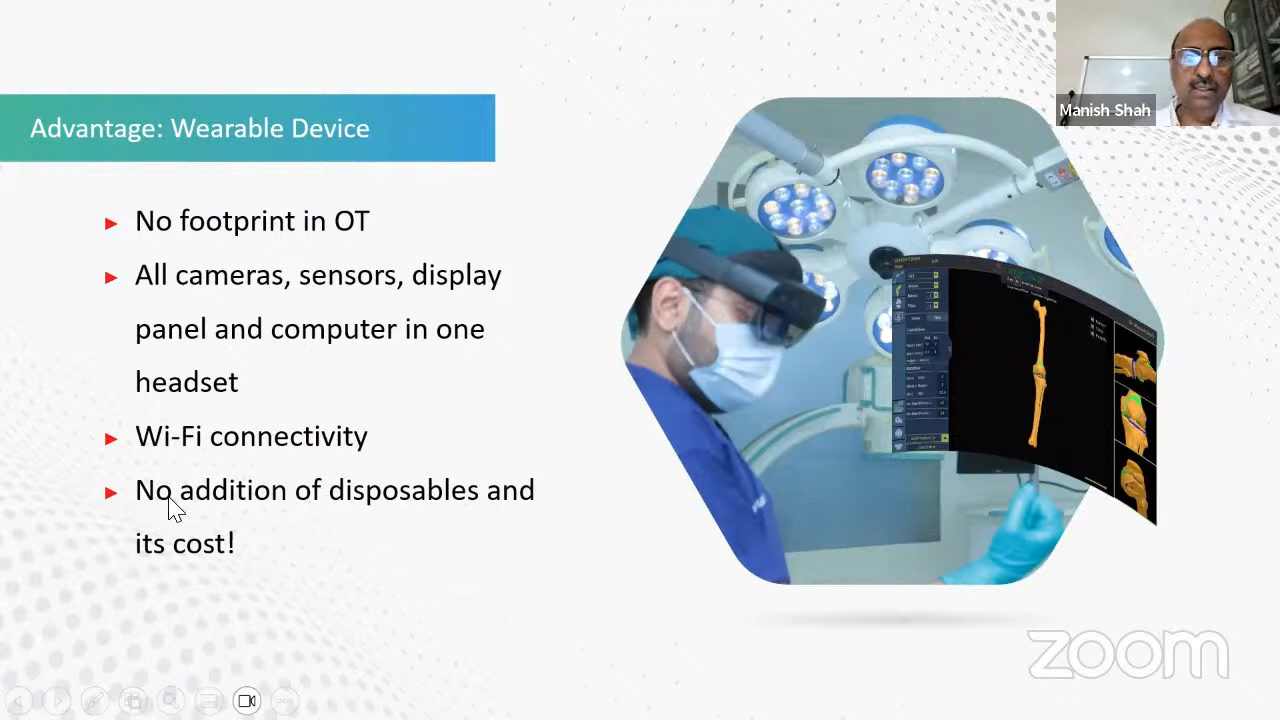 Manish Shah
Advantage: Wearable Device
► No footprint in OT
► All cameras, sensors, display
panel and computer in one
headset
► Wi-Fi connectivity
► No addition of disposables and
its cost!
zoom